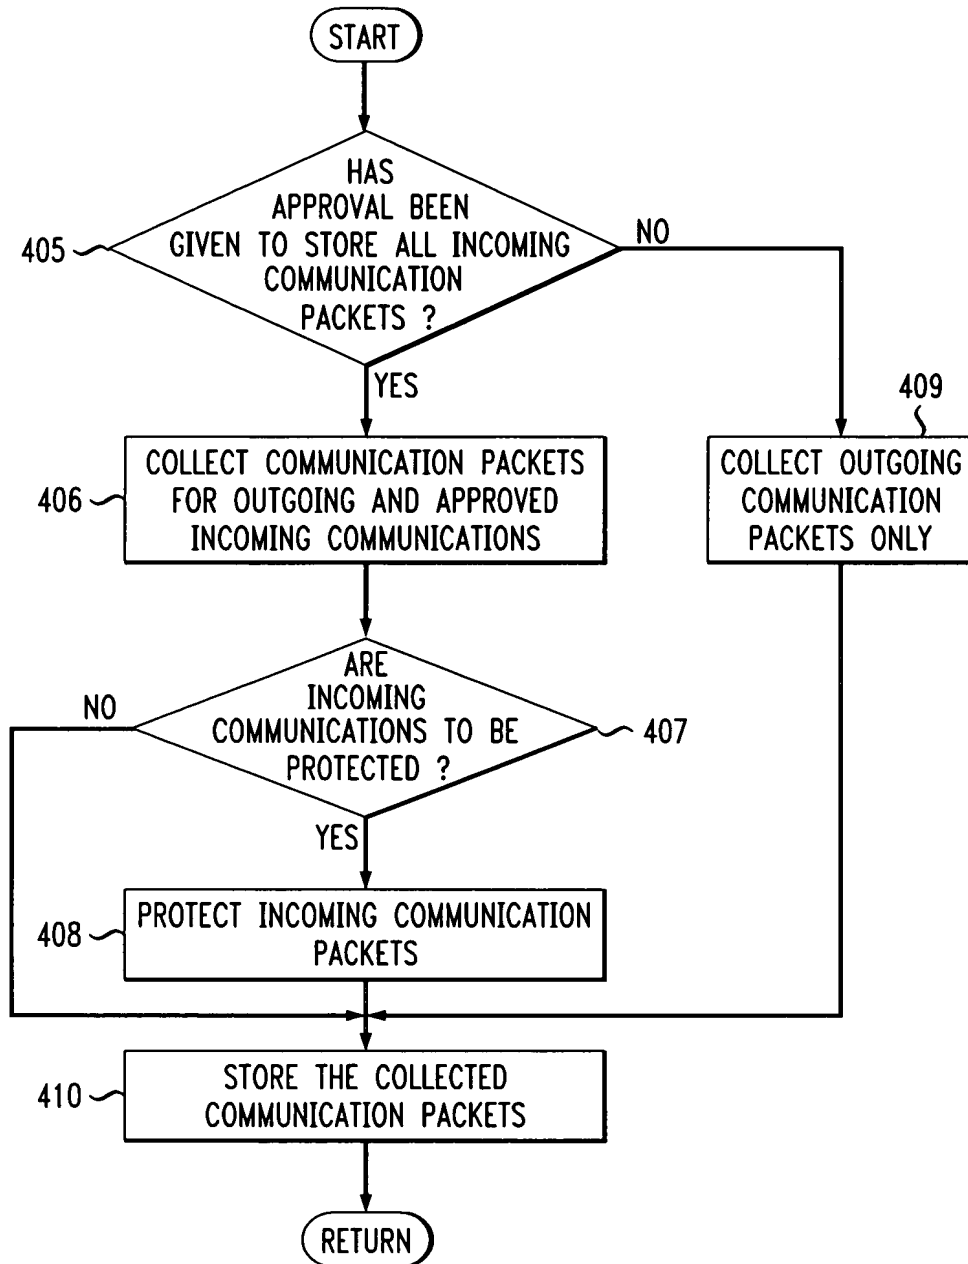 START
HAS
APPROVAL BEEN
GIVEN TO STORE ALL INCOMING
COMMUNICATION
PACKETS ?
405
NO
YES
409
COLLECT COMMUNICATION PACKETS
FOR OUTGOING AND APPROVED
INCOMING COMMUNICATIONS
406
COLLECT OUTGOING
COMMUNICATION
PACKETS ONLY
ARE
INCOMING
COMMUNICATIONS TO BE
PROTECTED ?
NO
407
YES
PROTECT INCOMING COMMUNICATION
PACKETS
408
STORE THE COLLECTED
COMMUNICATION PACKETS
410
RETURN